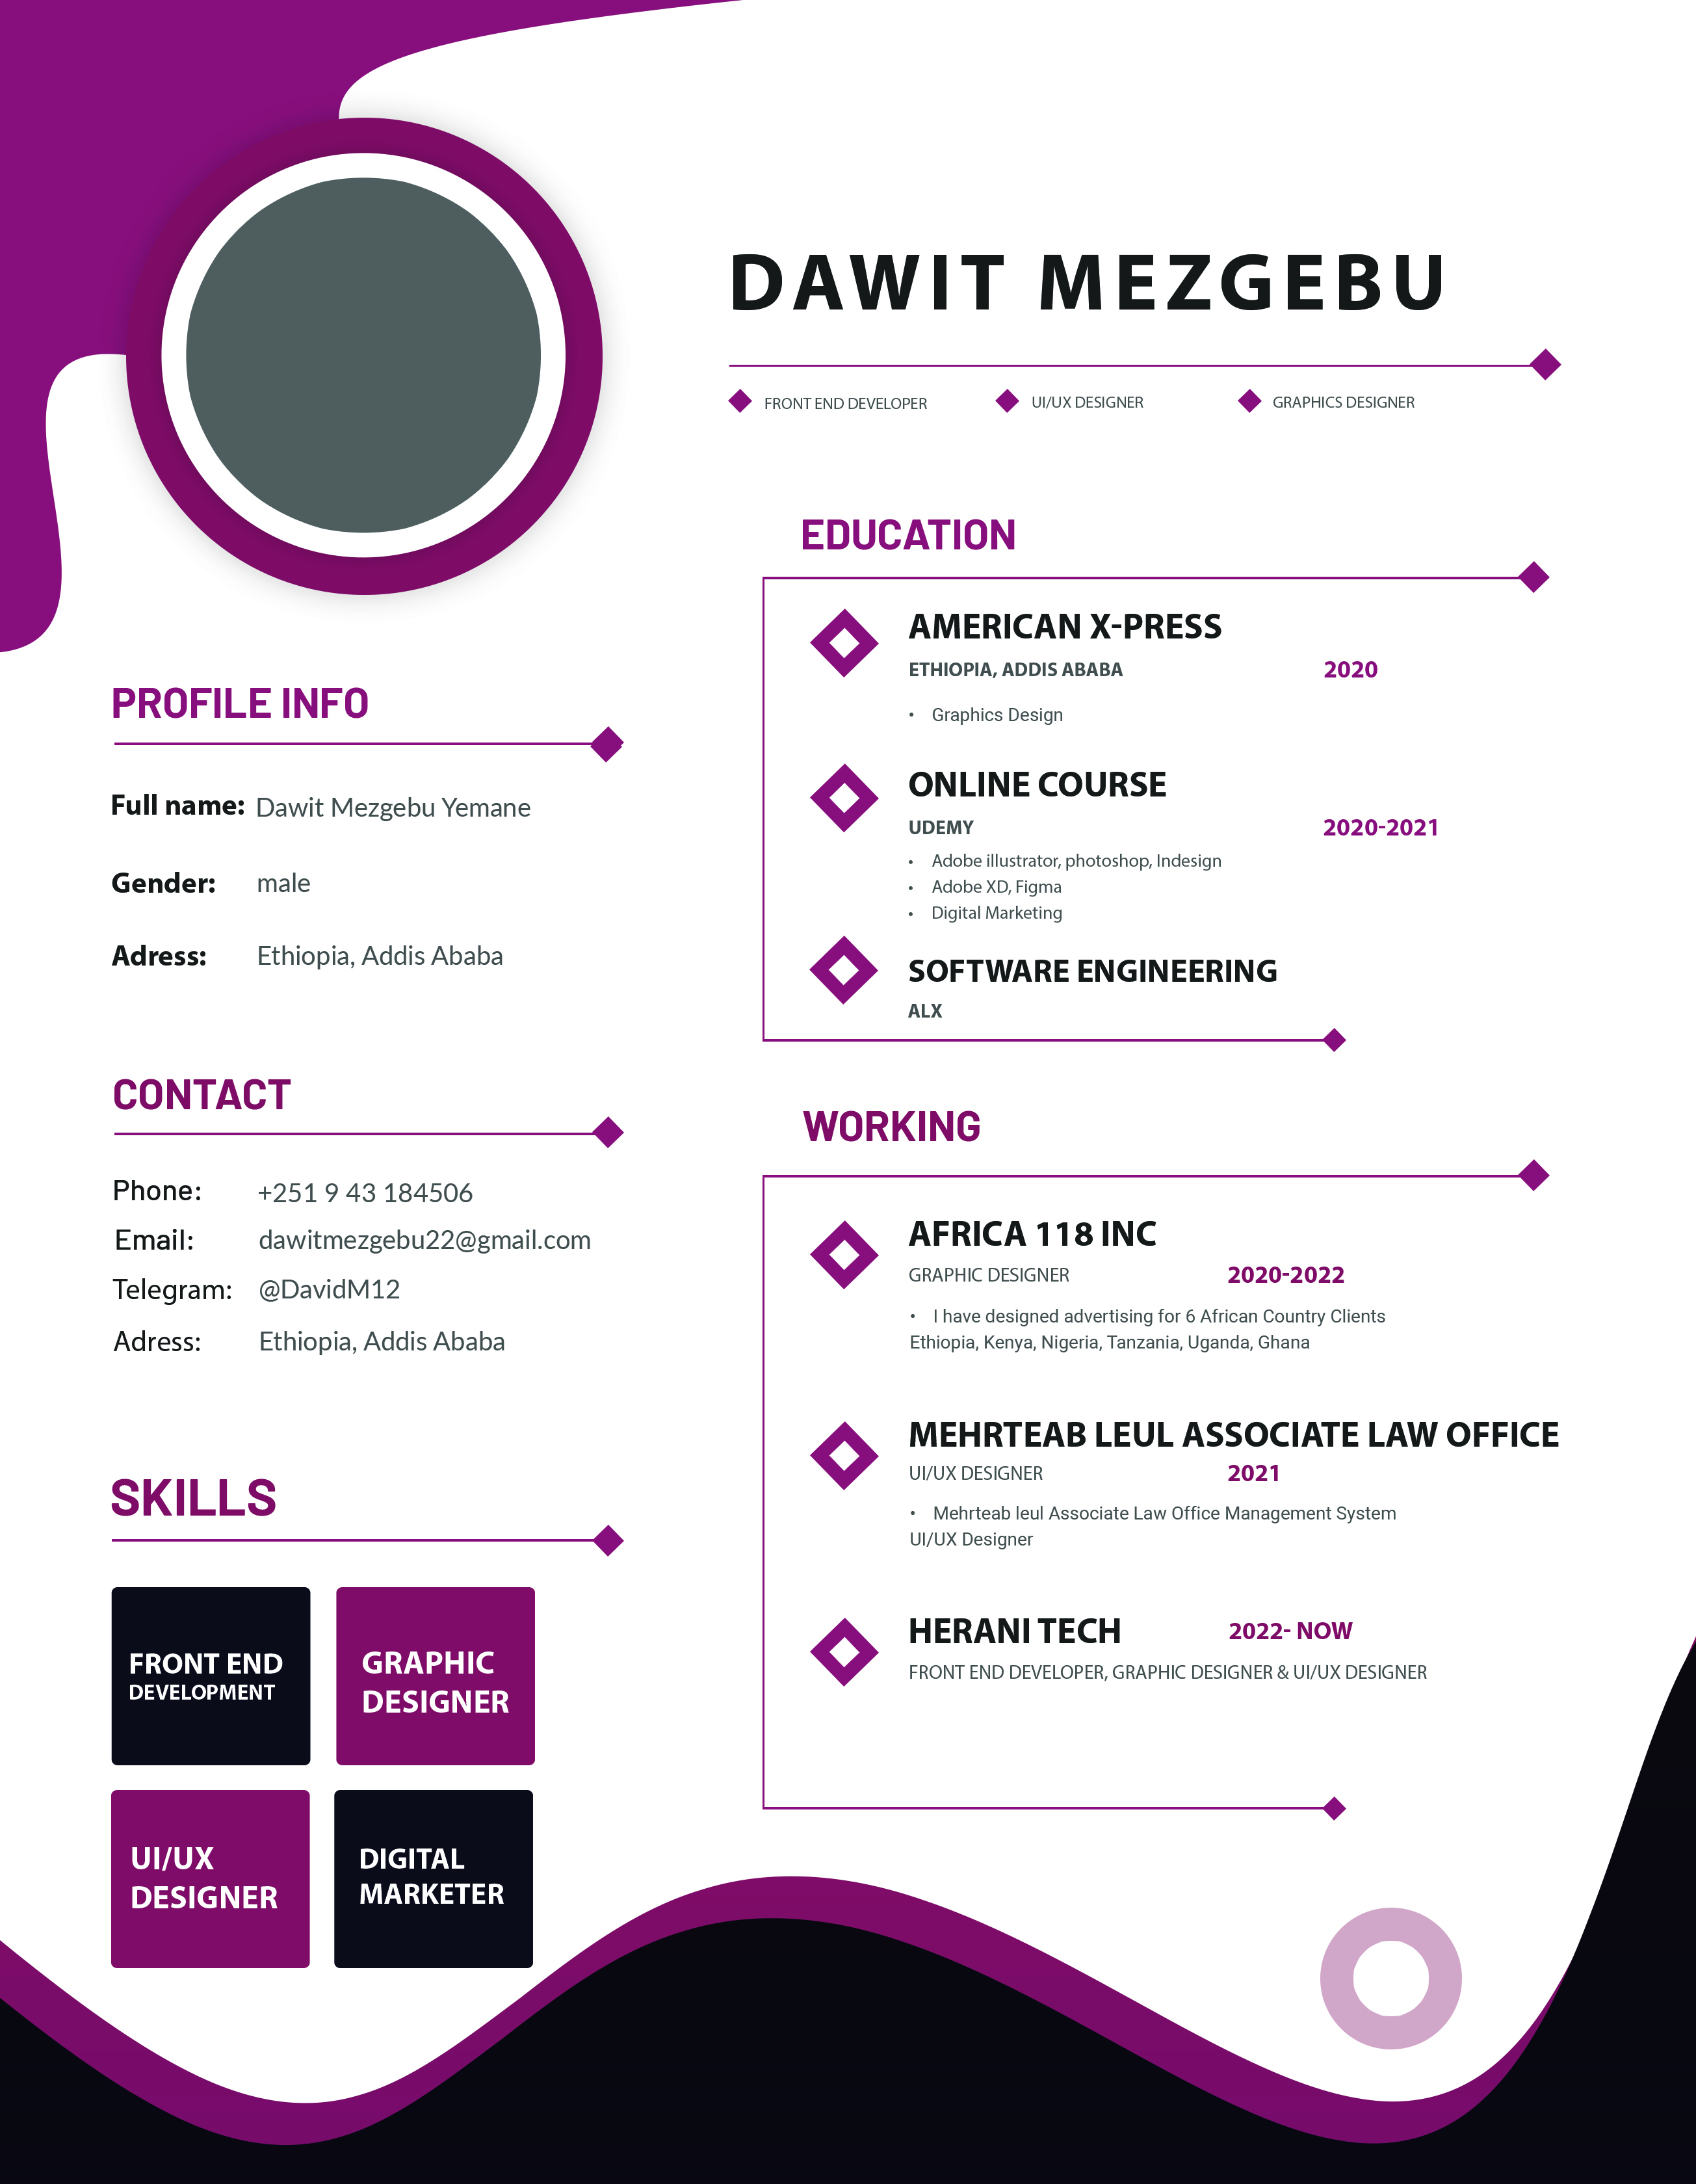 DAWIT MEZGEBU
FRONT END DEVELOPER
UI/UX DESIGNER
GRAPHICS DESIGNER
PROFILE INFO
Full name: Dawit Mezgebu Yemane
Gender: male
Adress: Ethiopia, Addis Ababa
CONTACT
Phone: +251 9 43 184506
Email: dawitmezgebu22@gmail.com
Telegram: @DavidM12
Adress: Ethiopia, Addis Ababa
SKILLS
FRONT END
DEVELOPMENT
GRAPHIC
DESIGNER
UI/UX
DESIGNER
DIGITAL
MARKETER
EDUCATION
AMERICAN X-PRESS
ETHIOPIA, ADDIS ABABA 2020
• Graphics Design
ONLINE COURSE
UDEMY 2020-2021
• Adobe illustrator, photoshop, Indesign
• Adobe XD, Figma
• Digital Marketing
SOFTWARE ENGINEERING
ALX
WORKING
AFRICA 118 INC
GRAPHIC DESIGNER 2020-2022
• I have designed advertising for 6 African Country Clients
Ethiopia, Kenya, Nigeria, Tanzania, Uganda, Ghana
MEHRTEAB LEUL ASSOCIATE LAW OFFICE
UI/UX DESIGNER 2021
• Mehrteab leul Associate Law Office Management System
UI/UX Designer
HERANI TECH 2022- NOW
FRONT END DEVELOPER, GRAPHIC DESIGNER & UI/UX DESIGNER